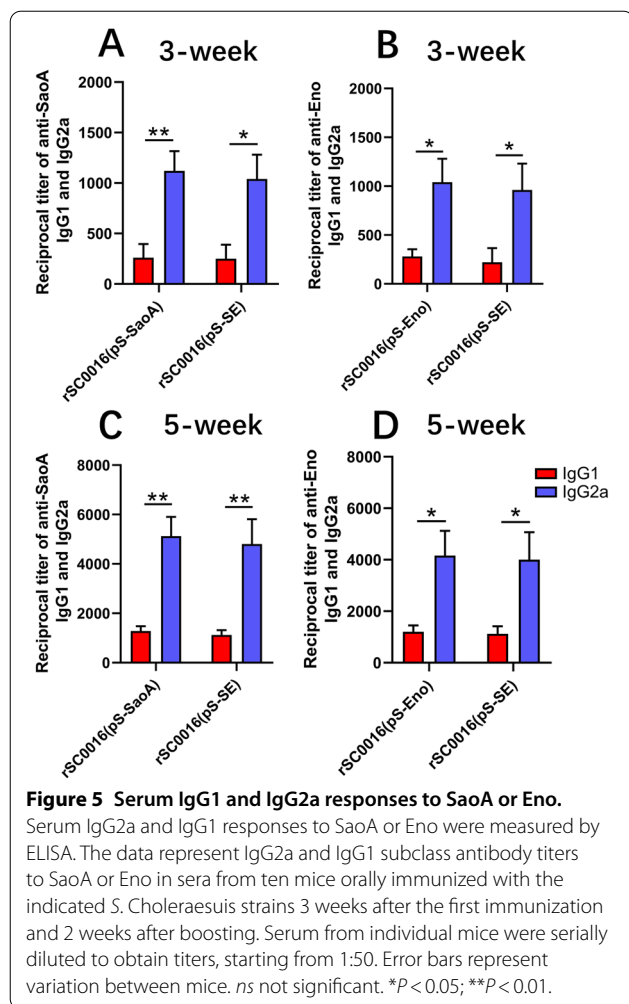 A 3-week
Reciprocal titer of anti-SaoA
IgG1 and IgG2a
2000
1500
1000
500
0
**
*
rSC0016(pS-SaoA)
rSC0016(pS-SE)
B 3-week
Reciprocal titer of anti-Eno
IgG1 and IgG2a
2000
1500
1000
500
0
*
*
rSC0016(pS-Eno)
rSC0016(pS-SE)
C 5-week
Reciprocal titer of anti-SaoA
IgG1 and IgG2a
8000
6000
4000
2000
0
**
**
rSC0016(pS-SaoA)
rSC0016(pS-SE)
D 5-week
Reciprocal titer of anti-Eno
IgG1 and IgG2a
8000
6000
4000
2000
0
*
*
rSC0016(pS-Eno)
rSC0016(pS-SE)
IgG1
IgG2a
Figure 5 Serum IgG1 and IgG2a responses to SaoA or Eno.
Serum IgG2a and IgG1 responses to SaoA or Eno were measured by
ELISA. The data represent IgG2a and IgG1 subclass antibody titers
to SaoA or Eno in sera from ten mice orally immunized with the
indicated S. Choleraesuis strains 3 weeks after the first immunization
and 2 weeks after boosting. Serum from individual mice were serially
diluted to obtain titers, starting from 1:50. Error bars represent
variation between mice. ns not significant. *P < 0.05; **P < 0.01.